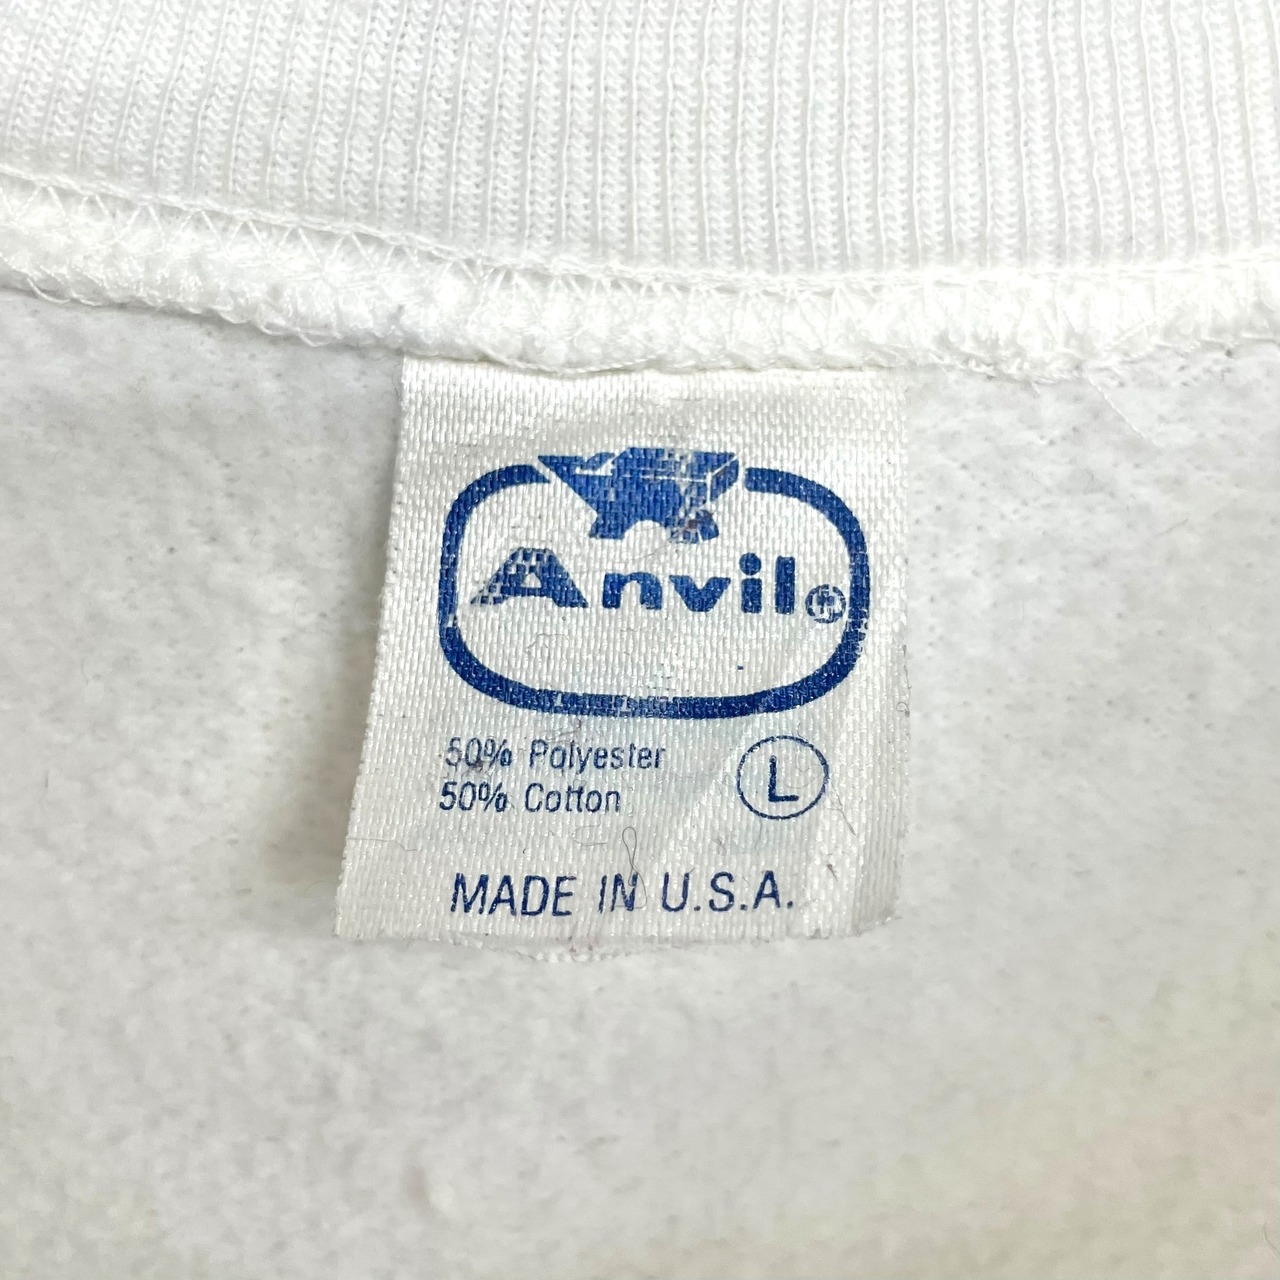 Anvil®
50% Polyester
50% Cotton
L
MADE IN U.S.A.